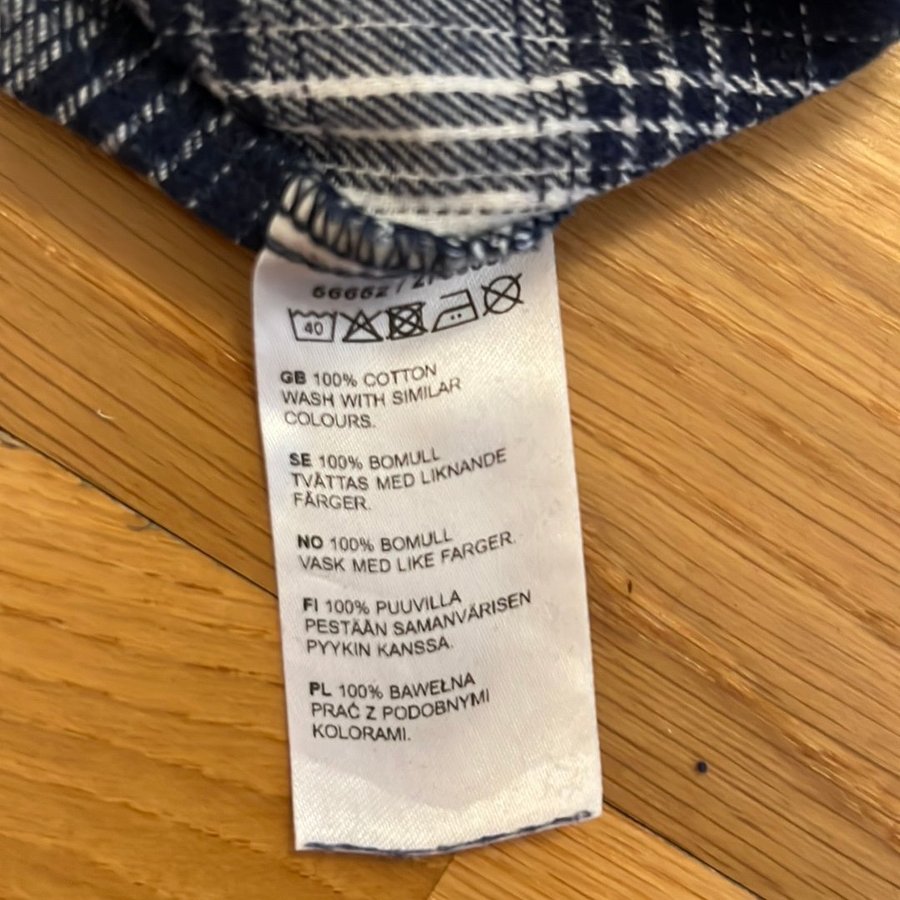 66662 /
40
GB 100% COTTON
WASH WITH SIMILAR
COLOURS.
SE 100% BOMULL
TVÄTTAS MED LIKNANDE
FÄRGER.
NO 100% BOMULL
VASK MED LIKE FARGER.
FI 100% PUUVILLA
PESTÄÄN SAMANVÄRISEN
PYYKIN KANSSA.
PL 100% BAWEŁNA
PRAĆ Z PODOBNYMI
KOLORAMI.